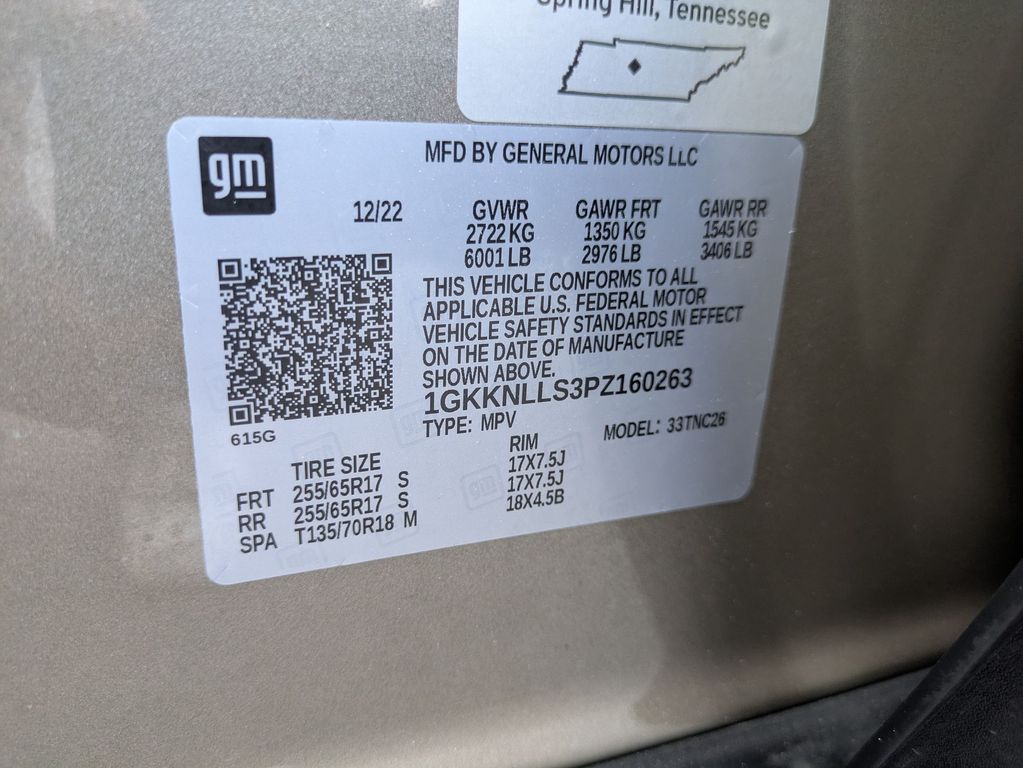 Spring Hill, Tennessee
gm
MFD BY GENERAL MOTORS LLC
12/22
GVWR GAWR FRT GAWR RR
2722 KG 1350 KG 1545 KG
6001 LB 2976 LB 3406 LB
THIS VEHICLE CONFORMS TO ALL
APPLICABLE U.S. FEDERAL MOTOR
VEHICLE SAFETY STANDARDS IN EFFECT
ON THE DATE OF MANUFACTURE
SHOWN ABOVE.
1GKKNLLS3PZ160263
TYPE: MPV MODEL: 33TNC26
615G
TIRE SIZE RIM
FRT 255/65R17 S 17X7.5J
RR 255/65R17 S 17X7.5J
SPA T135/70R18 M 18X4.5B